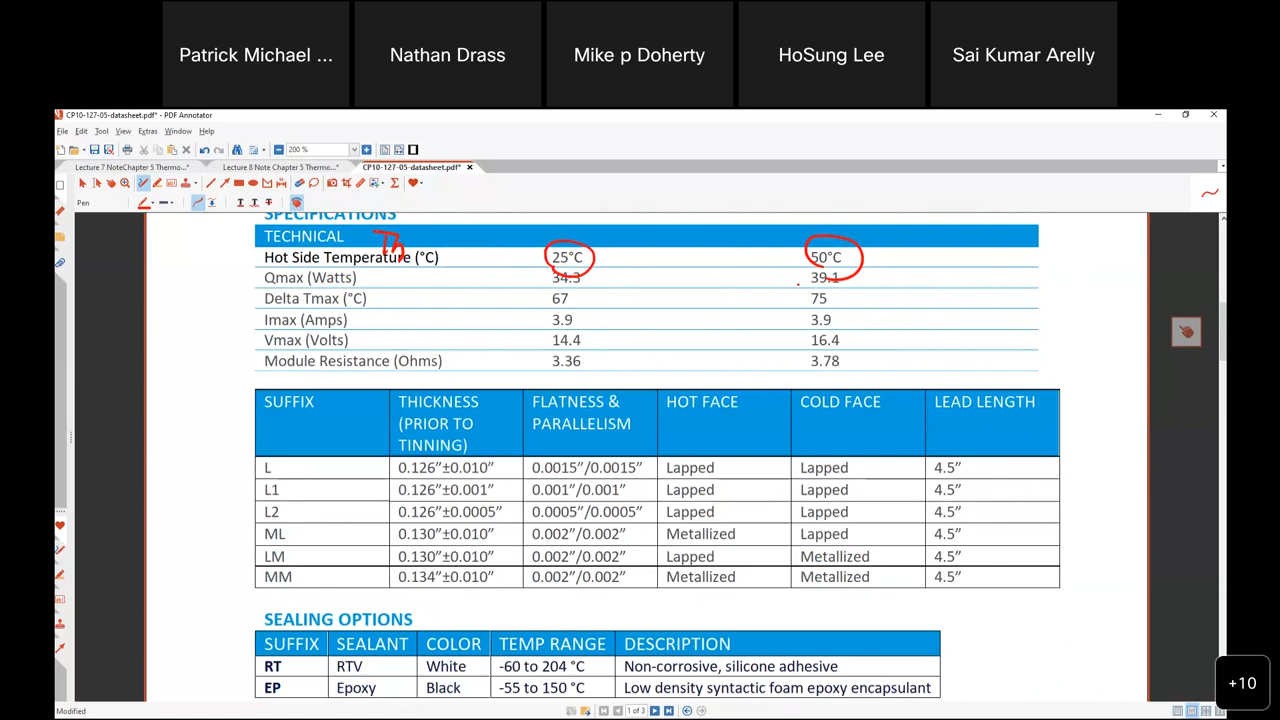 Patrick Michael ... Nathan Drass Mike p Doherty HoSung Lee Sai Kumar Arelly
CP10-127-05-datasheet.pdf* - PDF Annotator
File Edit Tool View Extras Window Help
200 %
Lecture 7 NoteChapter 5 Thermo...* Lecture 8 Note Chapter 5 Thermo...* CP10-127-05-datasheet.pdf*
Pen
SPECIFICATIONS
TECHNICAL Th
Hot Side Temperature (°C) 25°C 50°C
Qmax (Watts) 34.3 39.1
Delta Tmax (°C) 67 75
Imax (Amps) 3.9 3.9
Vmax (Volts) 14.4 16.4
Module Resistance (Ohms) 3.36 3.78
SUFFIX THICKNESS (PRIOR TO TINNING) FLATNESS & PARALLELISM HOT FACE COLD FACE LEAD LENGTH
L 0.126”±0.010” 0.0015”/0.0015” Lapped Lapped 4.5”
L1 0.126”±0.001” 0.001”/0.001” Lapped Lapped 4.5”
L2 0.126”±0.0005” 0.0005”/0.0005” Lapped Lapped 4.5”
ML 0.130”±0.010” 0.002”/0.002” Metallized Lapped 4.5”
LM 0.130”±0.010” 0.002”/0.002” Lapped Metallized 4.5”
MM 0.134”±0.010” 0.002”/0.002” Metallized Metallized 4.5”
SEALING OPTIONS
SUFFIX SEALANT COLOR TEMP RANGE DESCRIPTION
RT RTV White -60 to 204 °C Non-corrosive, silicone adhesive
EP Epoxy Black -55 to 150 °C Low density syntactic foam epoxy encapsulant
+10
Modified 1 of 3